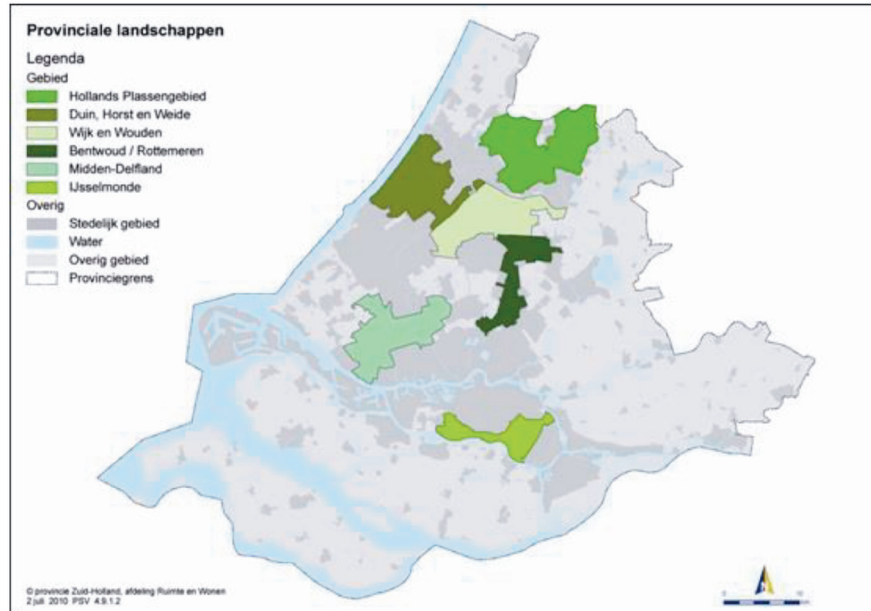 Provinciale landschappen
Legenda
Gebied
Hollands Plassengebied
Duin, Horst en Weide
Wijk en Wouden
Bentwoud / Rottemeren
Midden-Delfland
IJsselmonde
Overig
Stedelijk gebied
Water
Overig gebied
Provinciegrens
© provincie Zuid-Holland, afdeling Ruimte en Wonen
2 juli 2010 PSV 4.9.1.2